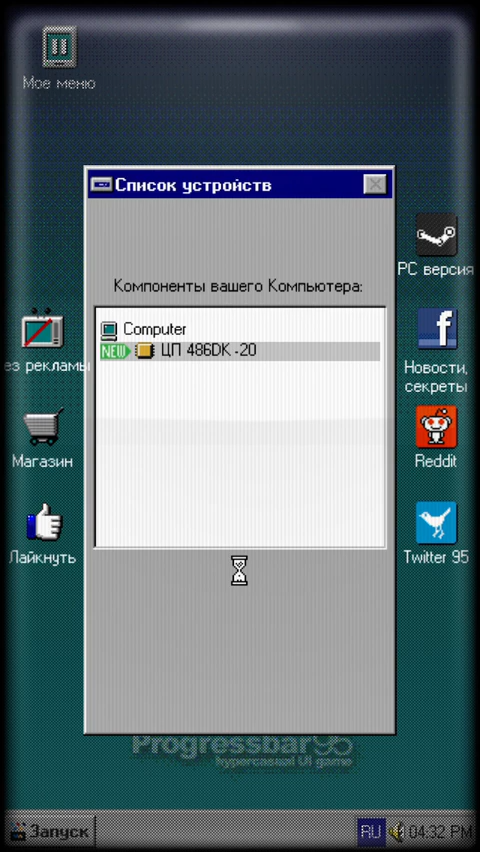 Мое меню
Список устройств
Компоненты вашего Компьютера:
Computer
NEW ЦП 486DK -20
PC версия
ез рекламы
Новости,
секреты
Магазин
Reddit
Лайкнуть
Twitter 95
Progressbar95
hypercasual UI game
Запуск
RU 04:32 PM